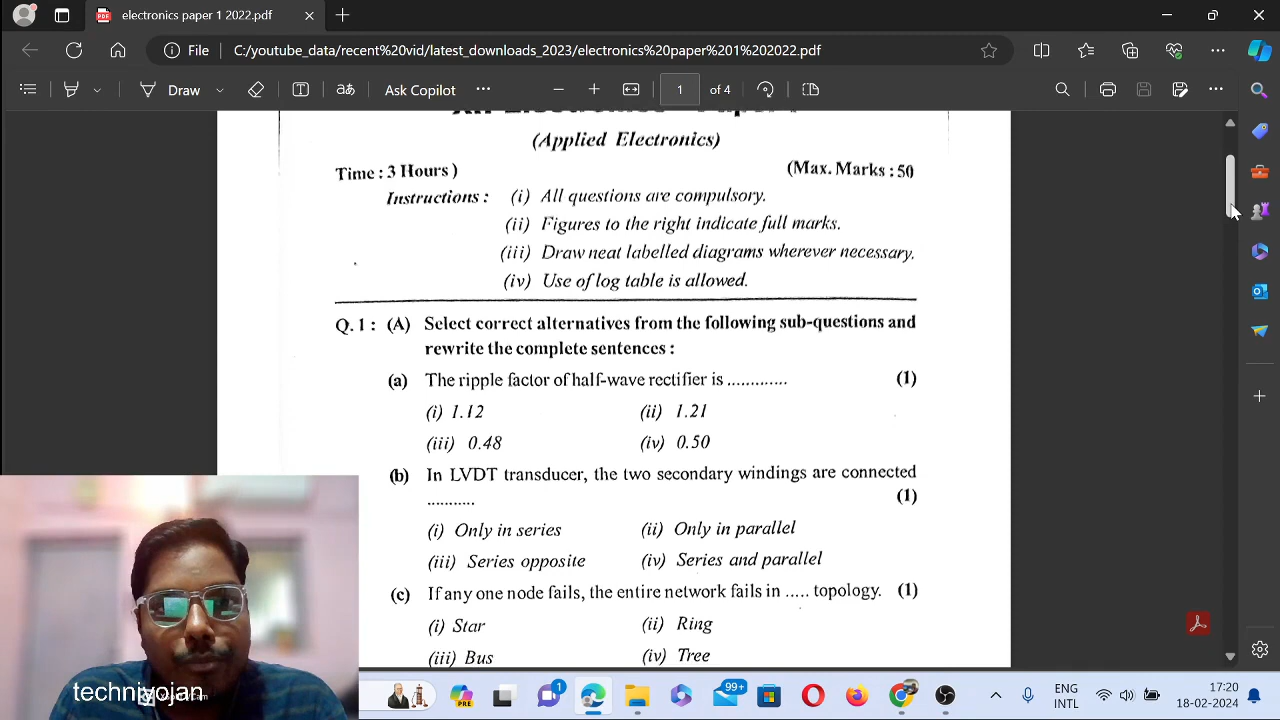 electronics paper 1 2022.pdf
File C:/youtube_data/recent%20vid/latest_downloads_2023/electronics%20paper%201%202022.pdf
Draw Ask Copilot 1 of 4
(Applied Electronics)
Time : 3 Hours ) (Max. Marks : 50
Instructions : (i) All questions are compulsory.
(ii) Figures to the right indicate full marks.
(iii) Draw neat labelled diagrams wherever necessary.
(iv) Use of log table is allowed.
Q. 1 : (A) Select correct alternatives from the following sub-questions and
rewrite the complete sentences :
(a) The ripple factor of half-wave rectifier is ............. (1)
(i) 1.12 (ii) 1.21
(iii) 0.48 (iv) 0.50
(b) In LVDT transducer, the two secondary windings are connected
........... (1)
(i) Only in series (ii) Only in parallel
(iii) Series opposite (iv) Series and parallel
(c) If any one node fails, the entire network fails in ..... topology. (1)
(i) Star (ii) Ring
(iii) Bus (iv) Tree
PRE 1 99+
ENG
INTL
17:20
18-02-2024